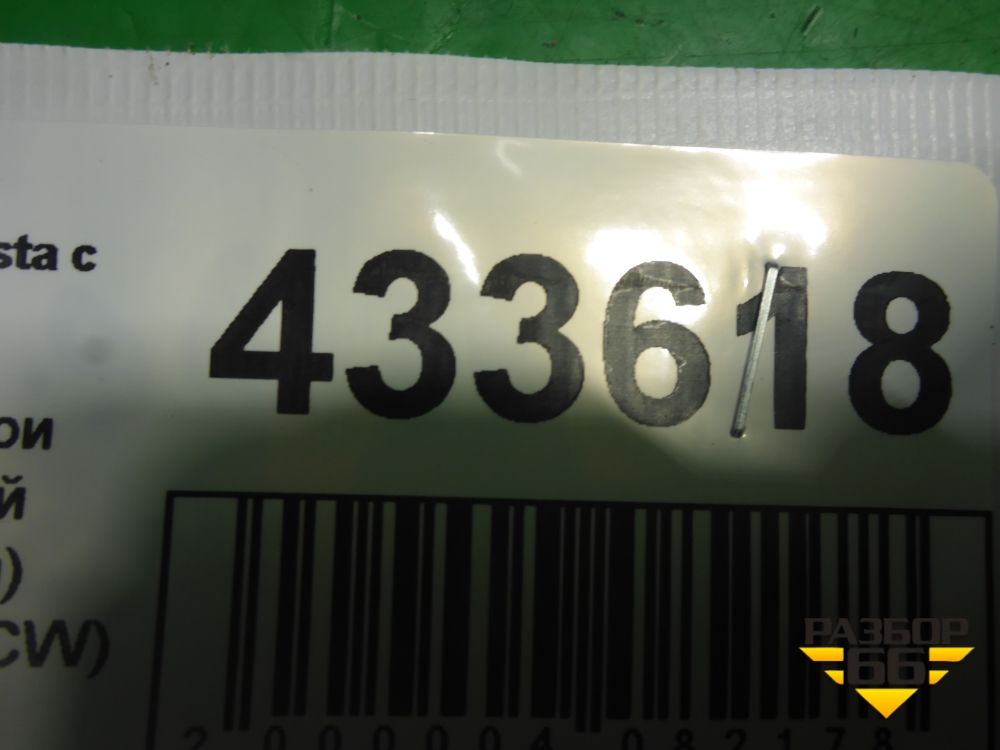 sta с
433618
ои
й
)
CW)
2 000004 082178
РАЗБОР
66